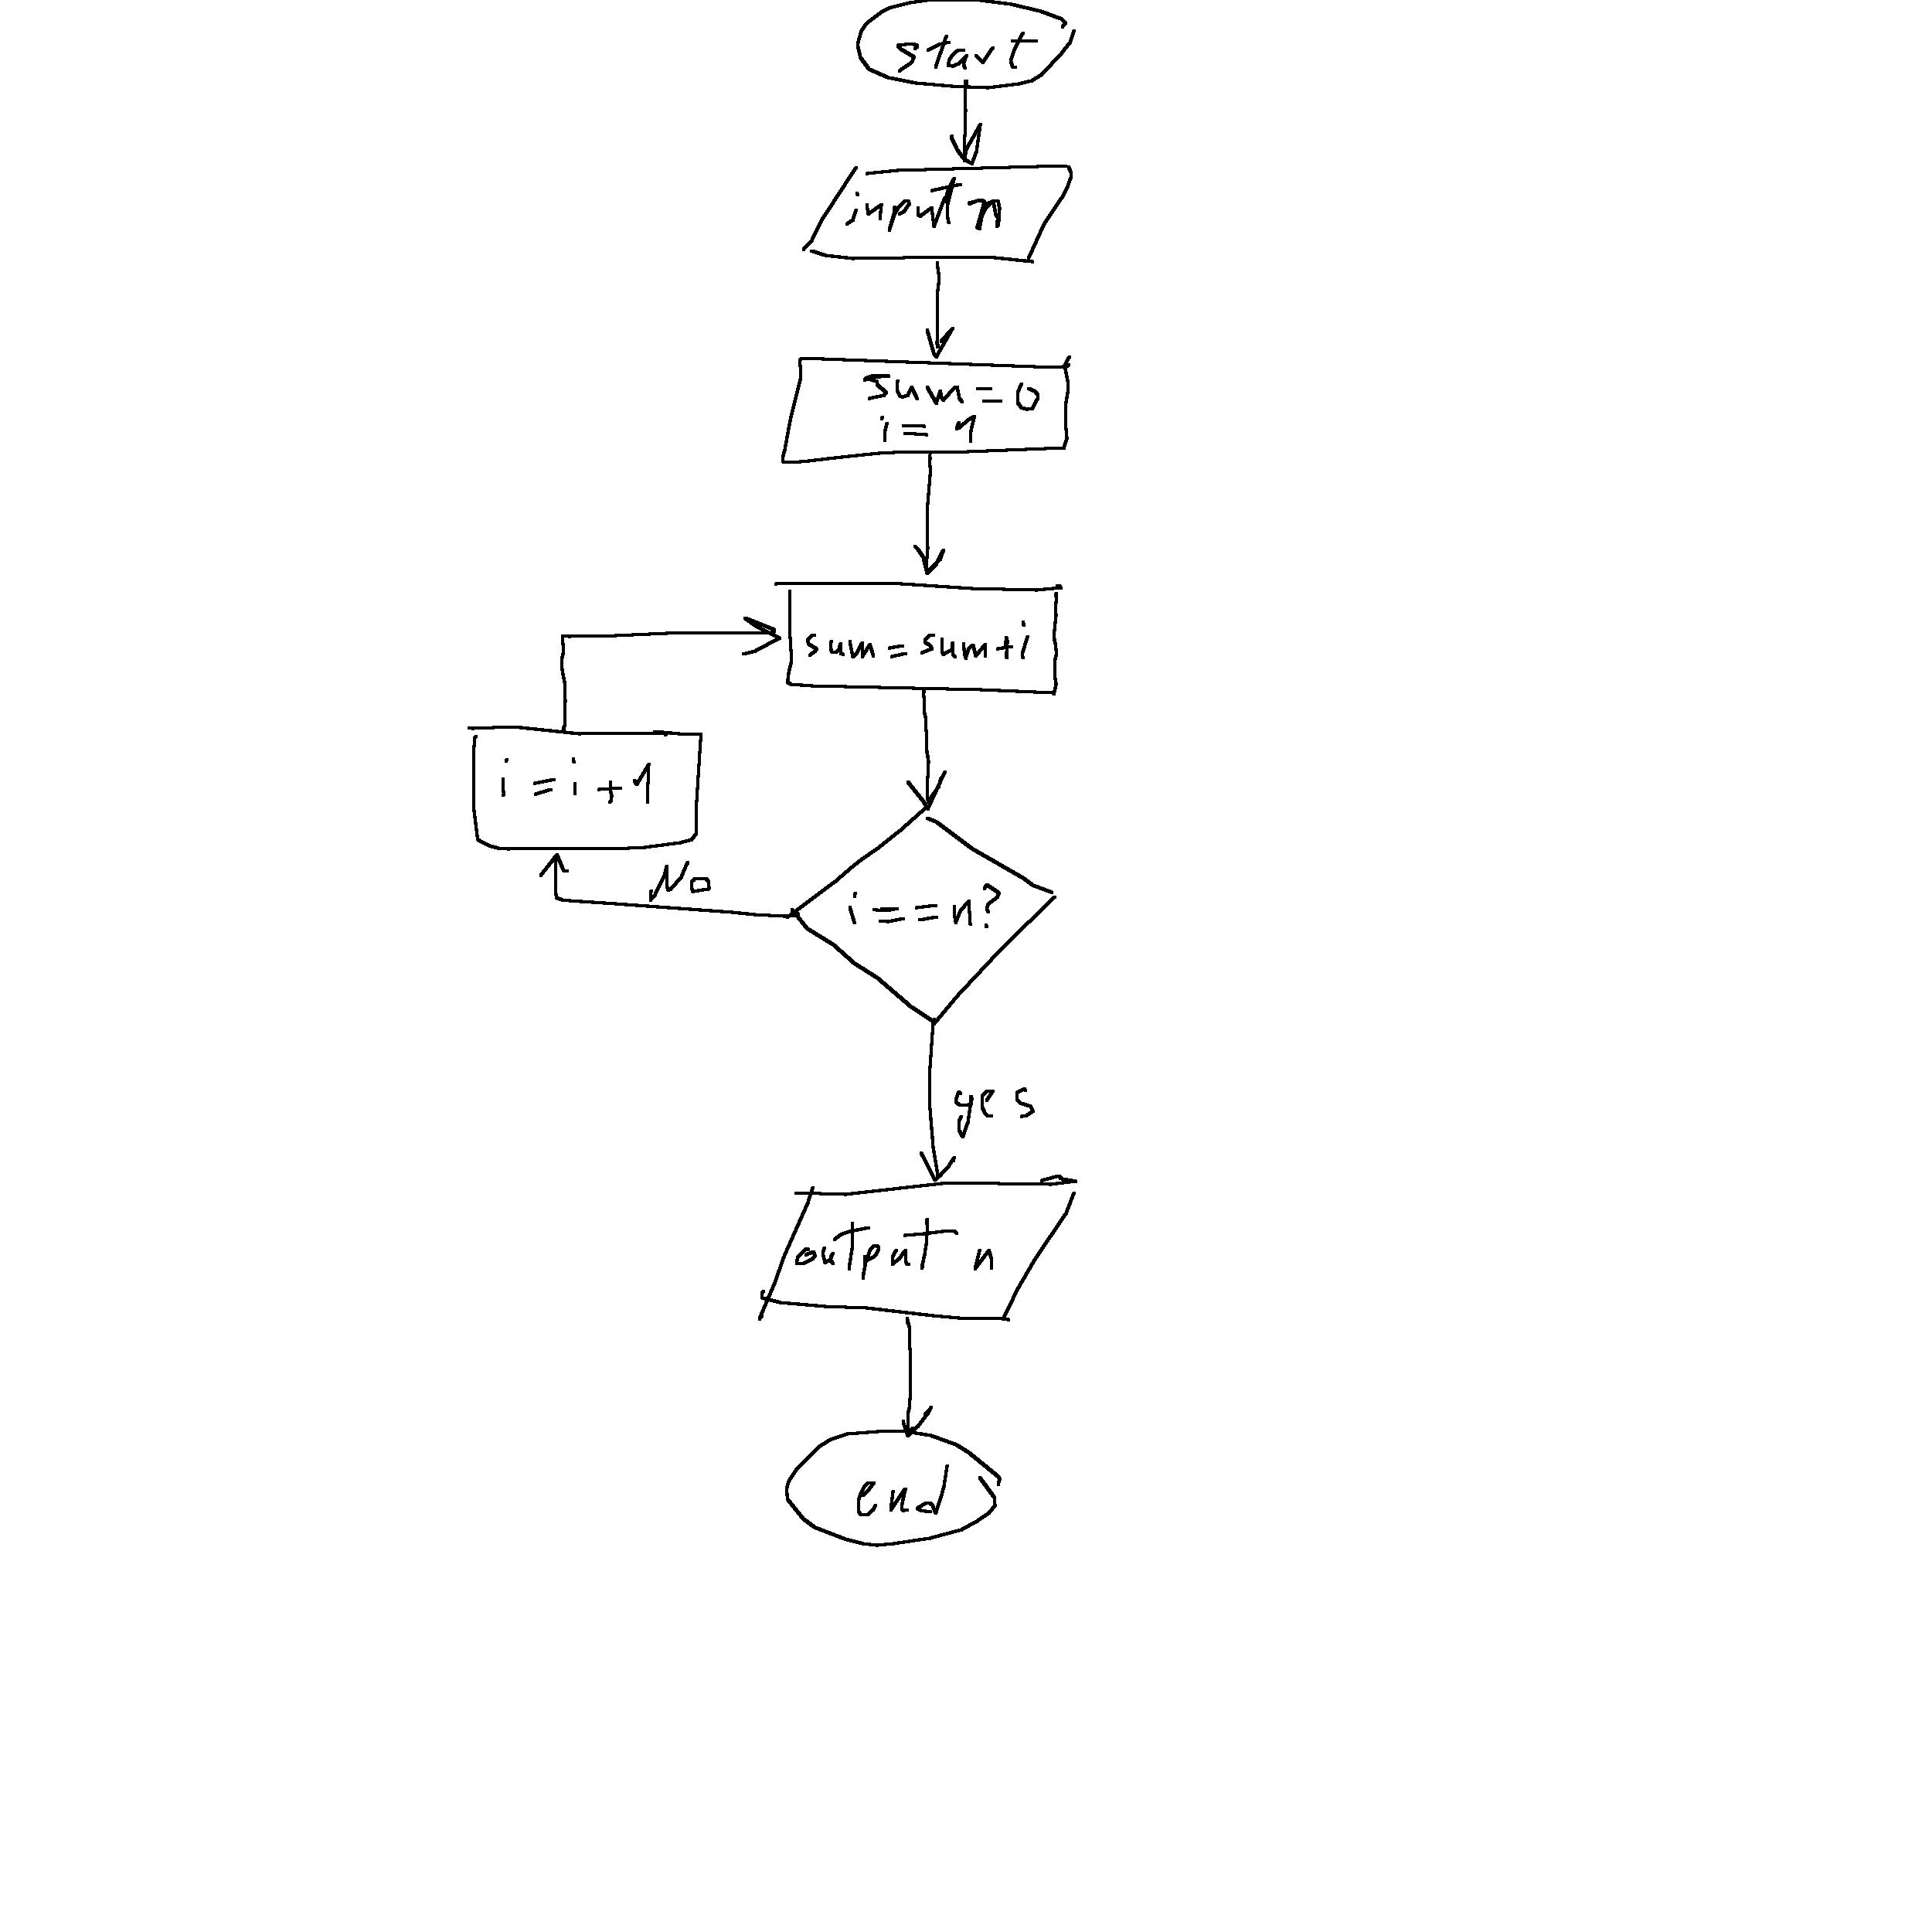 start
input n
sum = 0
i = 1
sum = sum + i
i = i + 1
No
i == n?
yes
output n
end